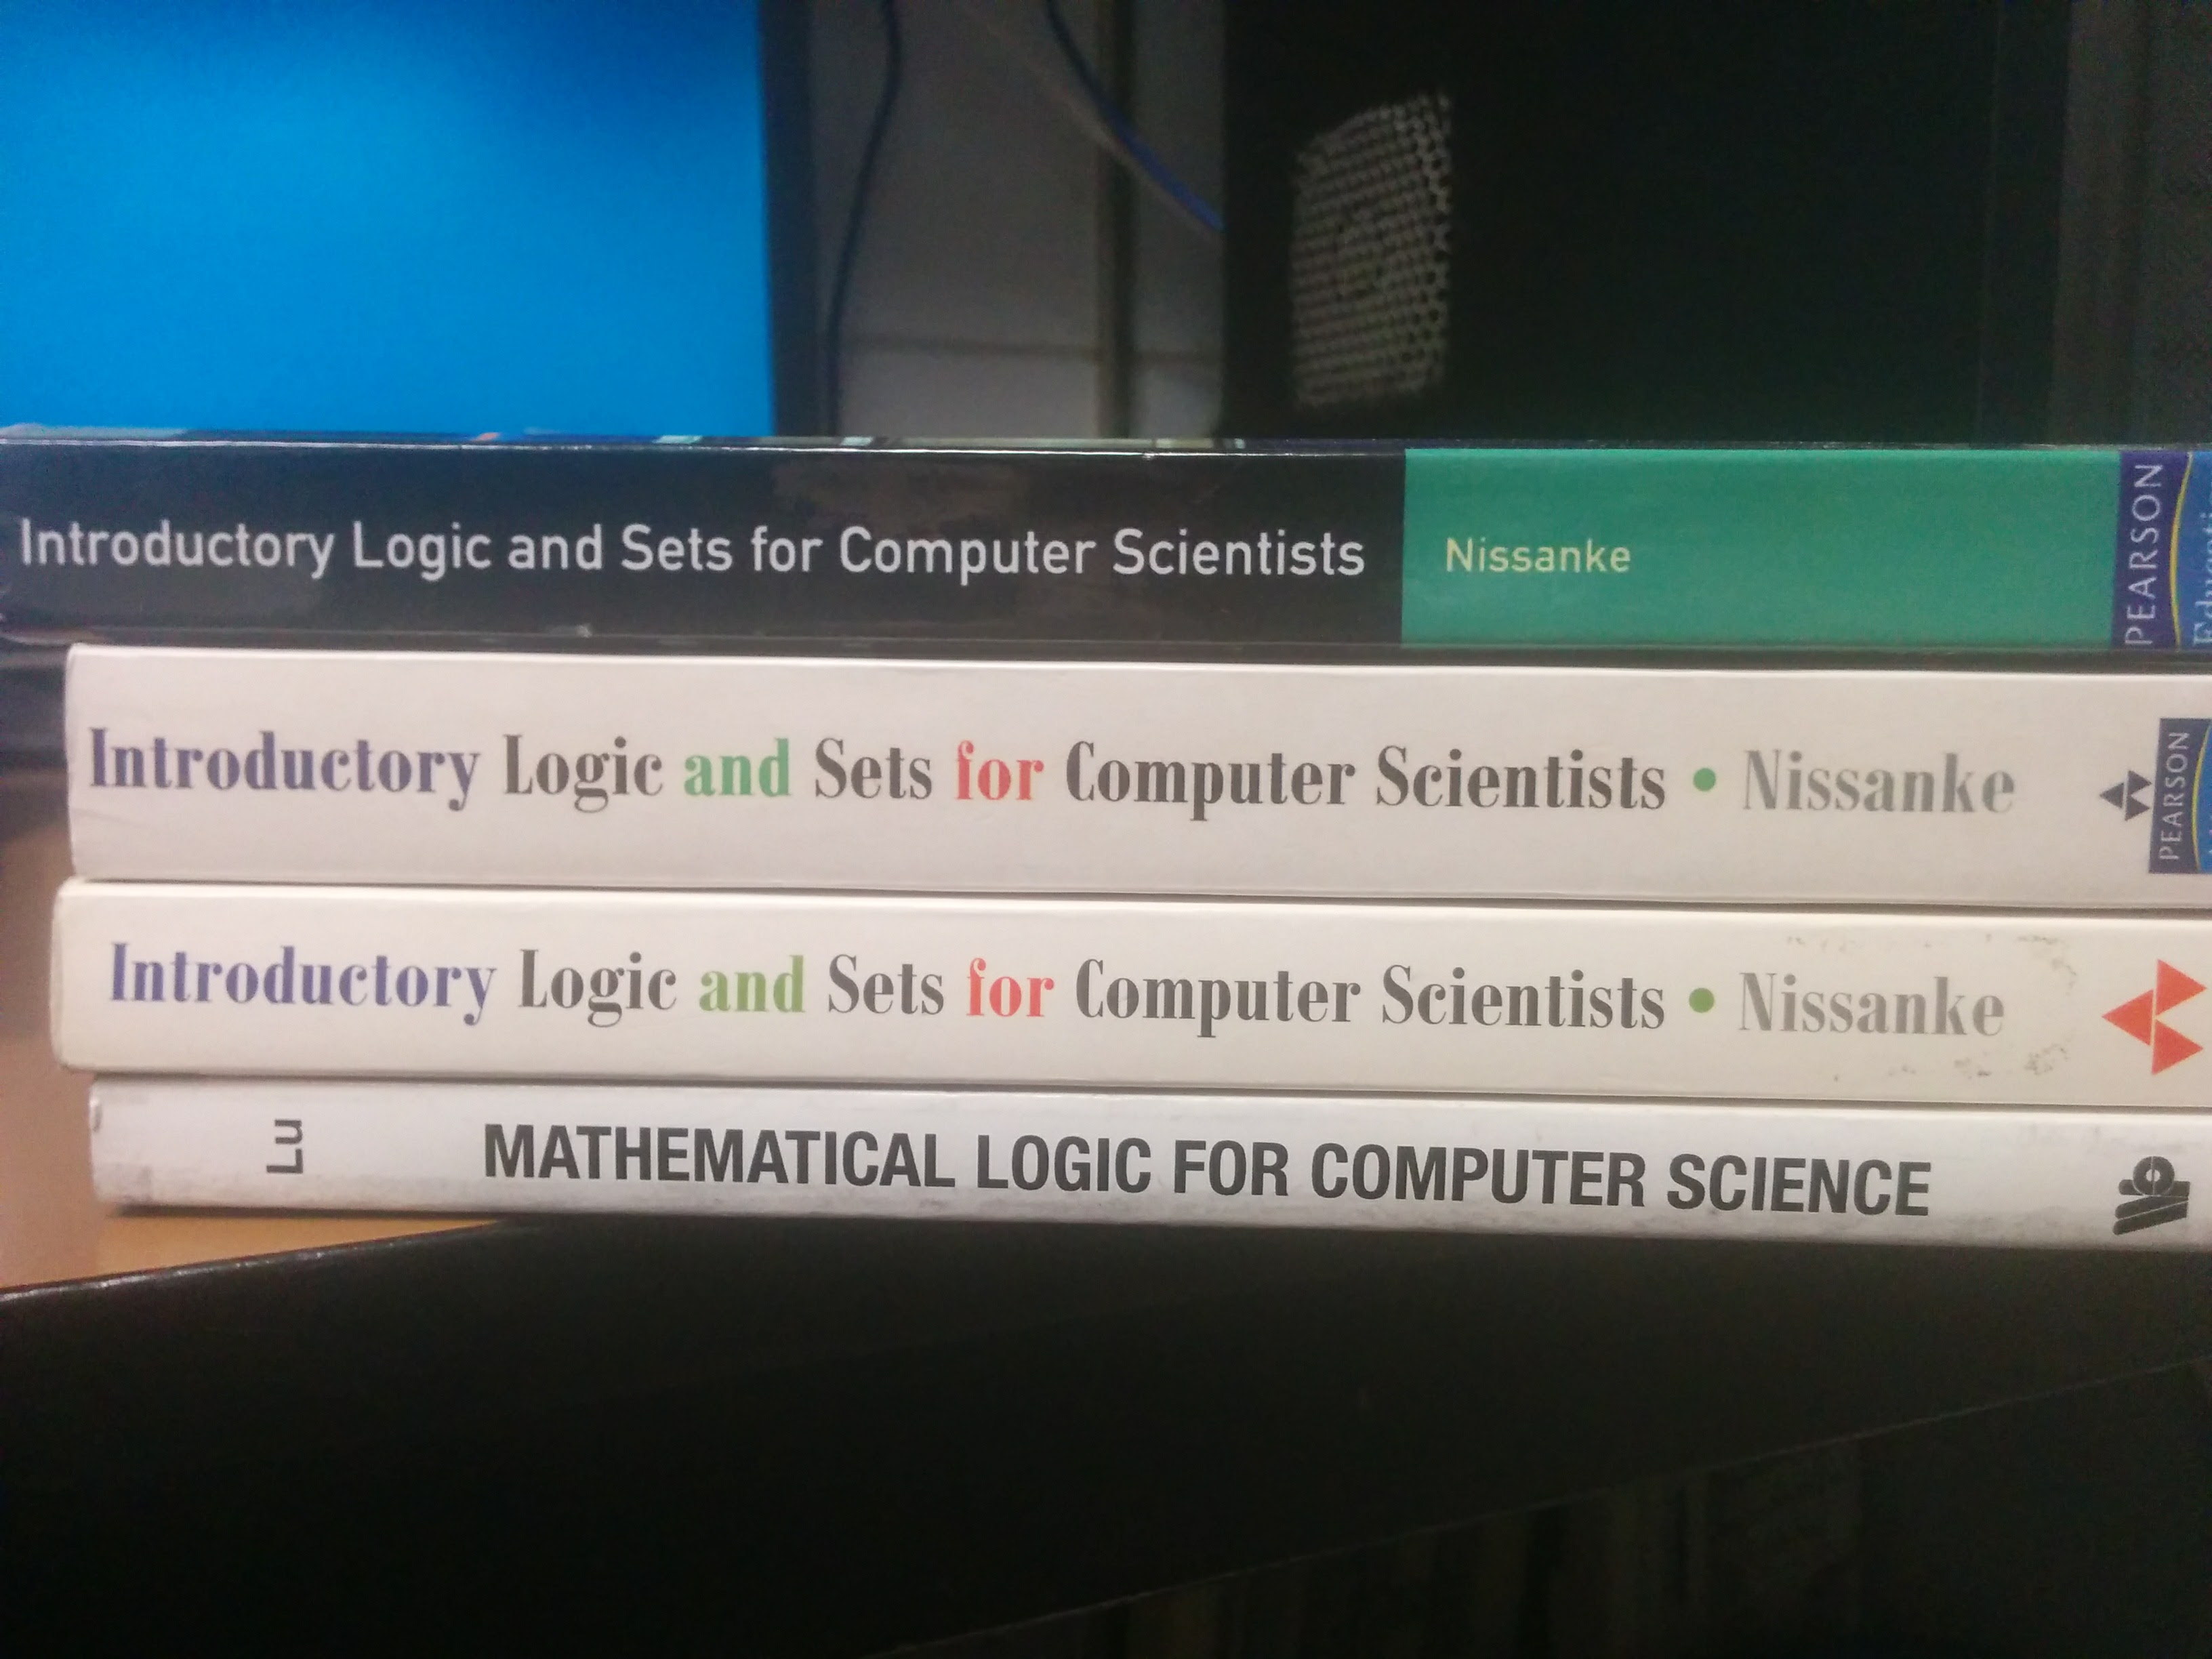 Introductory Logic and Sets for Computer Scientists Nissanke PEARSON
Introductory Logic and Sets for Computer Scientists • Nissanke PEARSON
Introductory Logic and Sets for Computer Scientists • Nissanke
Lu MATHEMATICAL LOGIC FOR COMPUTER SCIENCE